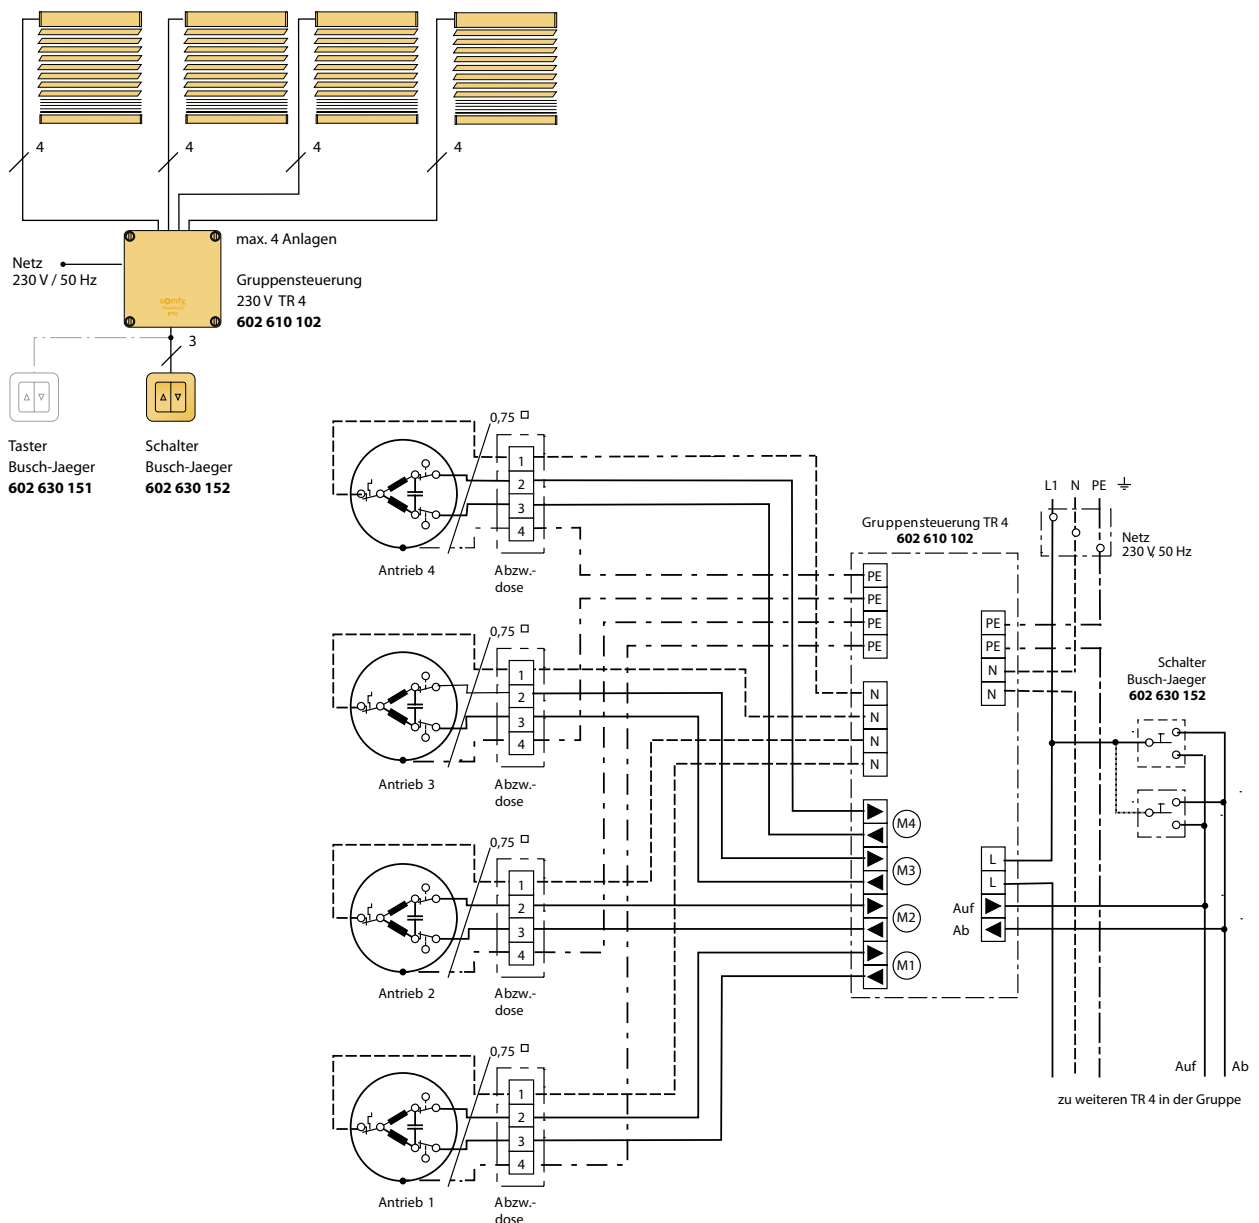 4
4
4
4
max. 4 Anlagen
Netz
230 V / 50 Hz
Gruppensteuerung
230 V TR 4
602 610 102
somfy
3
Taster
Busch-Jaeger
602 630 151
Schalter
Busch-Jaeger
602 630 152
0,75
1
2
3
4
Antrieb 4
Abzw.-
dose
0,75
1
2
3
4
Antrieb 3
Abzw.-
dose
0,75
1
2
3
4
Antrieb 2
Abzw.-
dose
0,75
1
2
3
4
Antrieb 1
Abzw.-
dose
Gruppensteuerung TR 4
602 610 102
PE
PE
PE
PE
N
N
N
N
M4
M3
M2
M1
PE
PE
N
N
L
L
Auf
Ab
L1 N PE
Netz
230 V, 50 Hz
Schalter
Busch-Jaeger
602 630 152
Auf Ab
zu weiteren TR 4 in der Gruppe